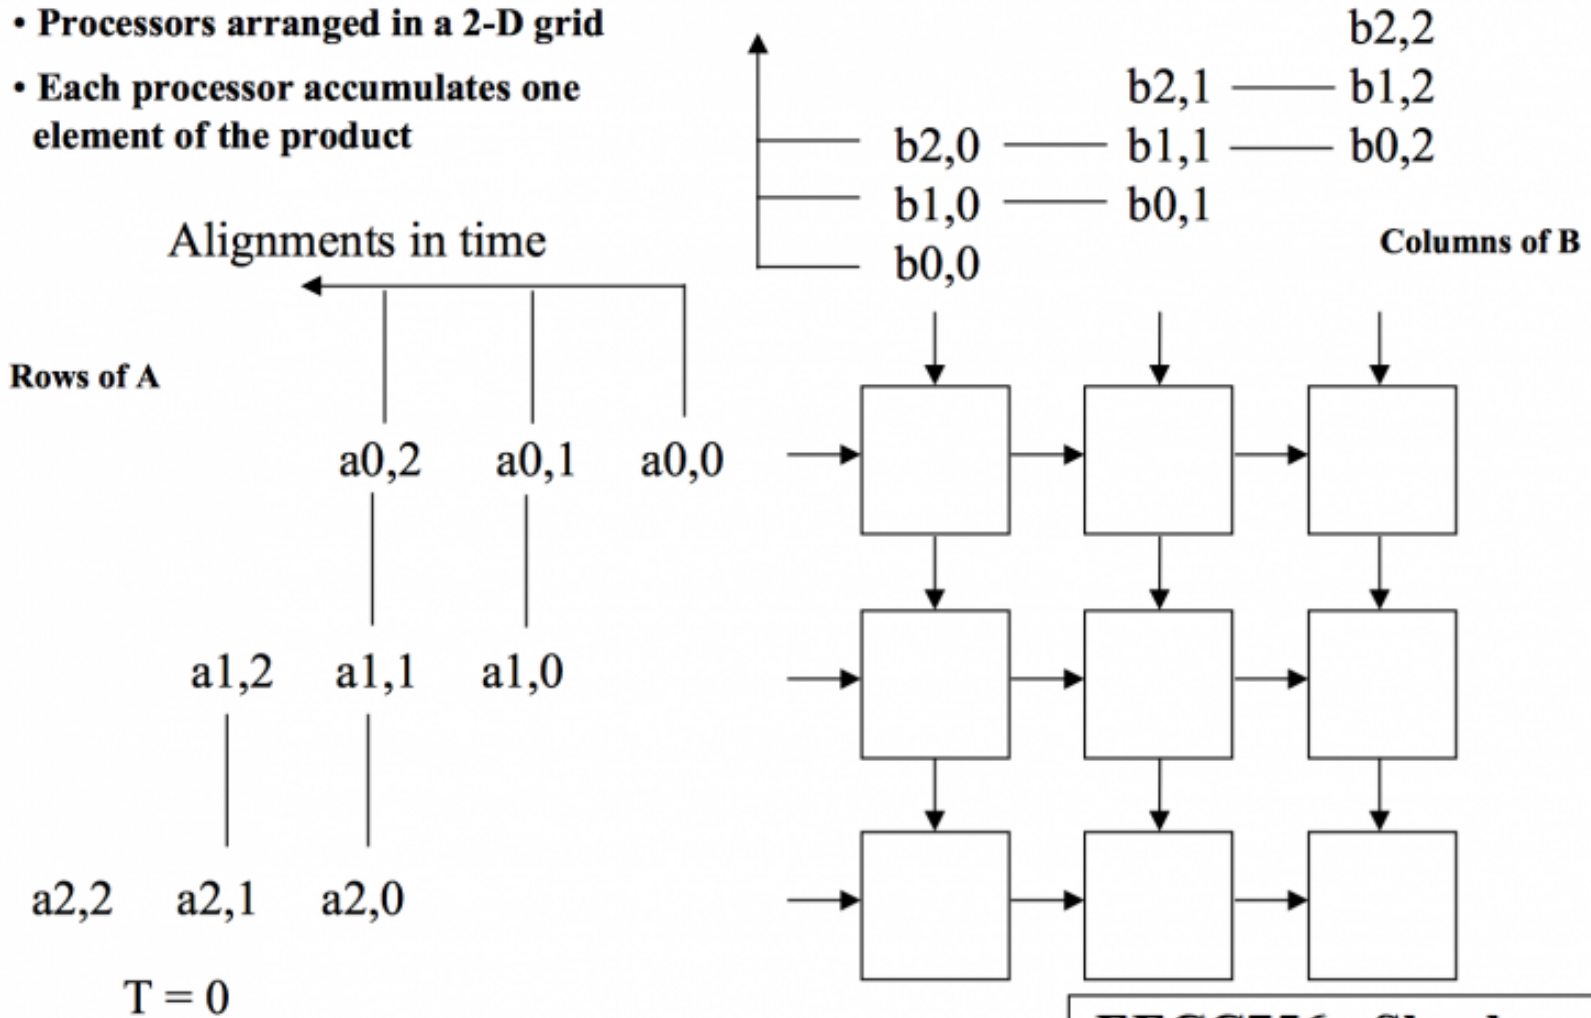 • Processors arranged in a 2-D grid
• Each processor accumulates one
element of the product
b2,2
b2,1 b1,2
b2,0 b1,1 b0,2
b1,0 b0,1
Alignments in time
Columns of B
b0,0
Rows of A
a0,2 a0,1 a0,0
a1,2 a1,1 a1,0
a2,2 a2,1 a2,0
T = 0